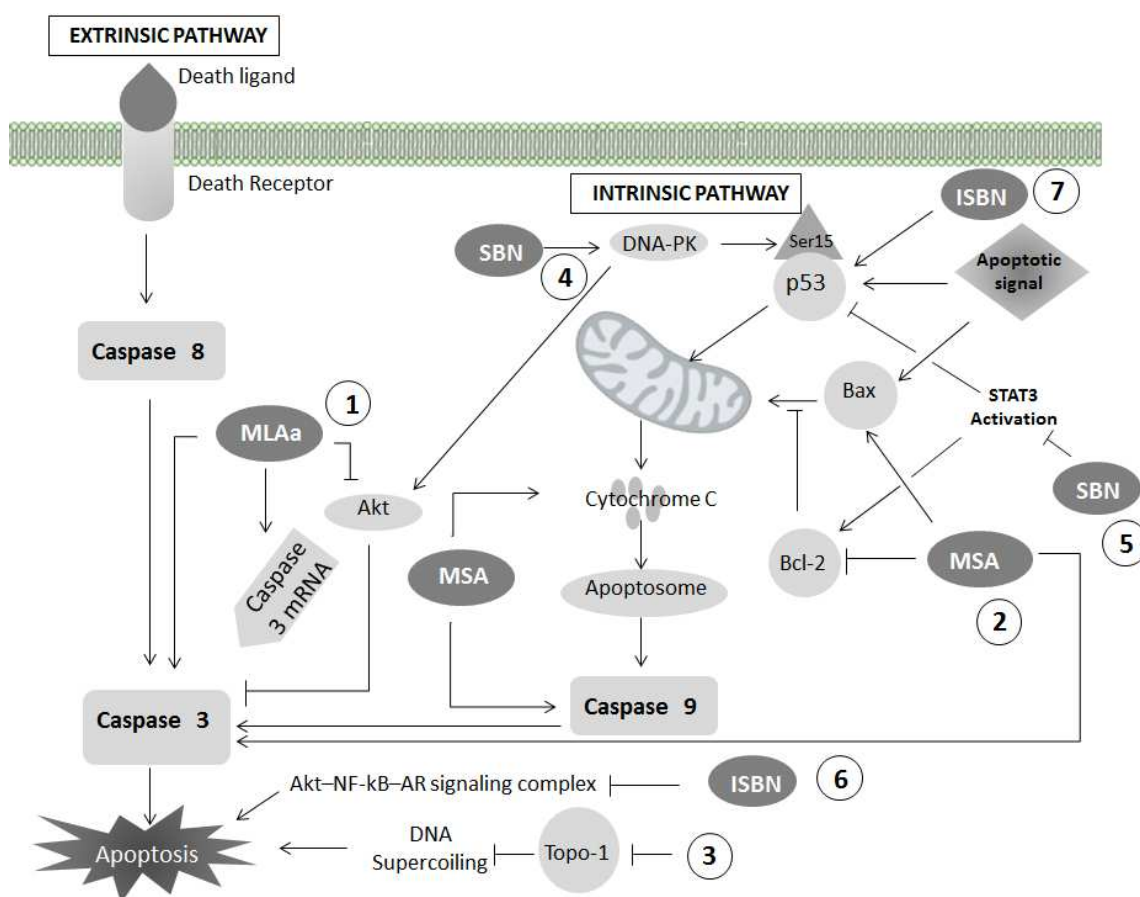 EXTRINSIC PATHWAY
Death ligand
Death Receptor
INTRINSIC PATHWAY
ISBN
7
SBN
4
DNA-PK
Ser15
p53
Apoptotic
signal
Caspase 8
Bax
STAT3
Activation
1
MLAa
SBN
5
Akt
Cytochrome C
Caspase
3 mRNA
MSA
Bcl-2
MSA
2
Apoptosome
Caspase 3
Caspase 9
Akt–NF-kB–AR signaling complex
ISBN
6
Apoptosis
DNA
Supercoiling
Topo-1
3